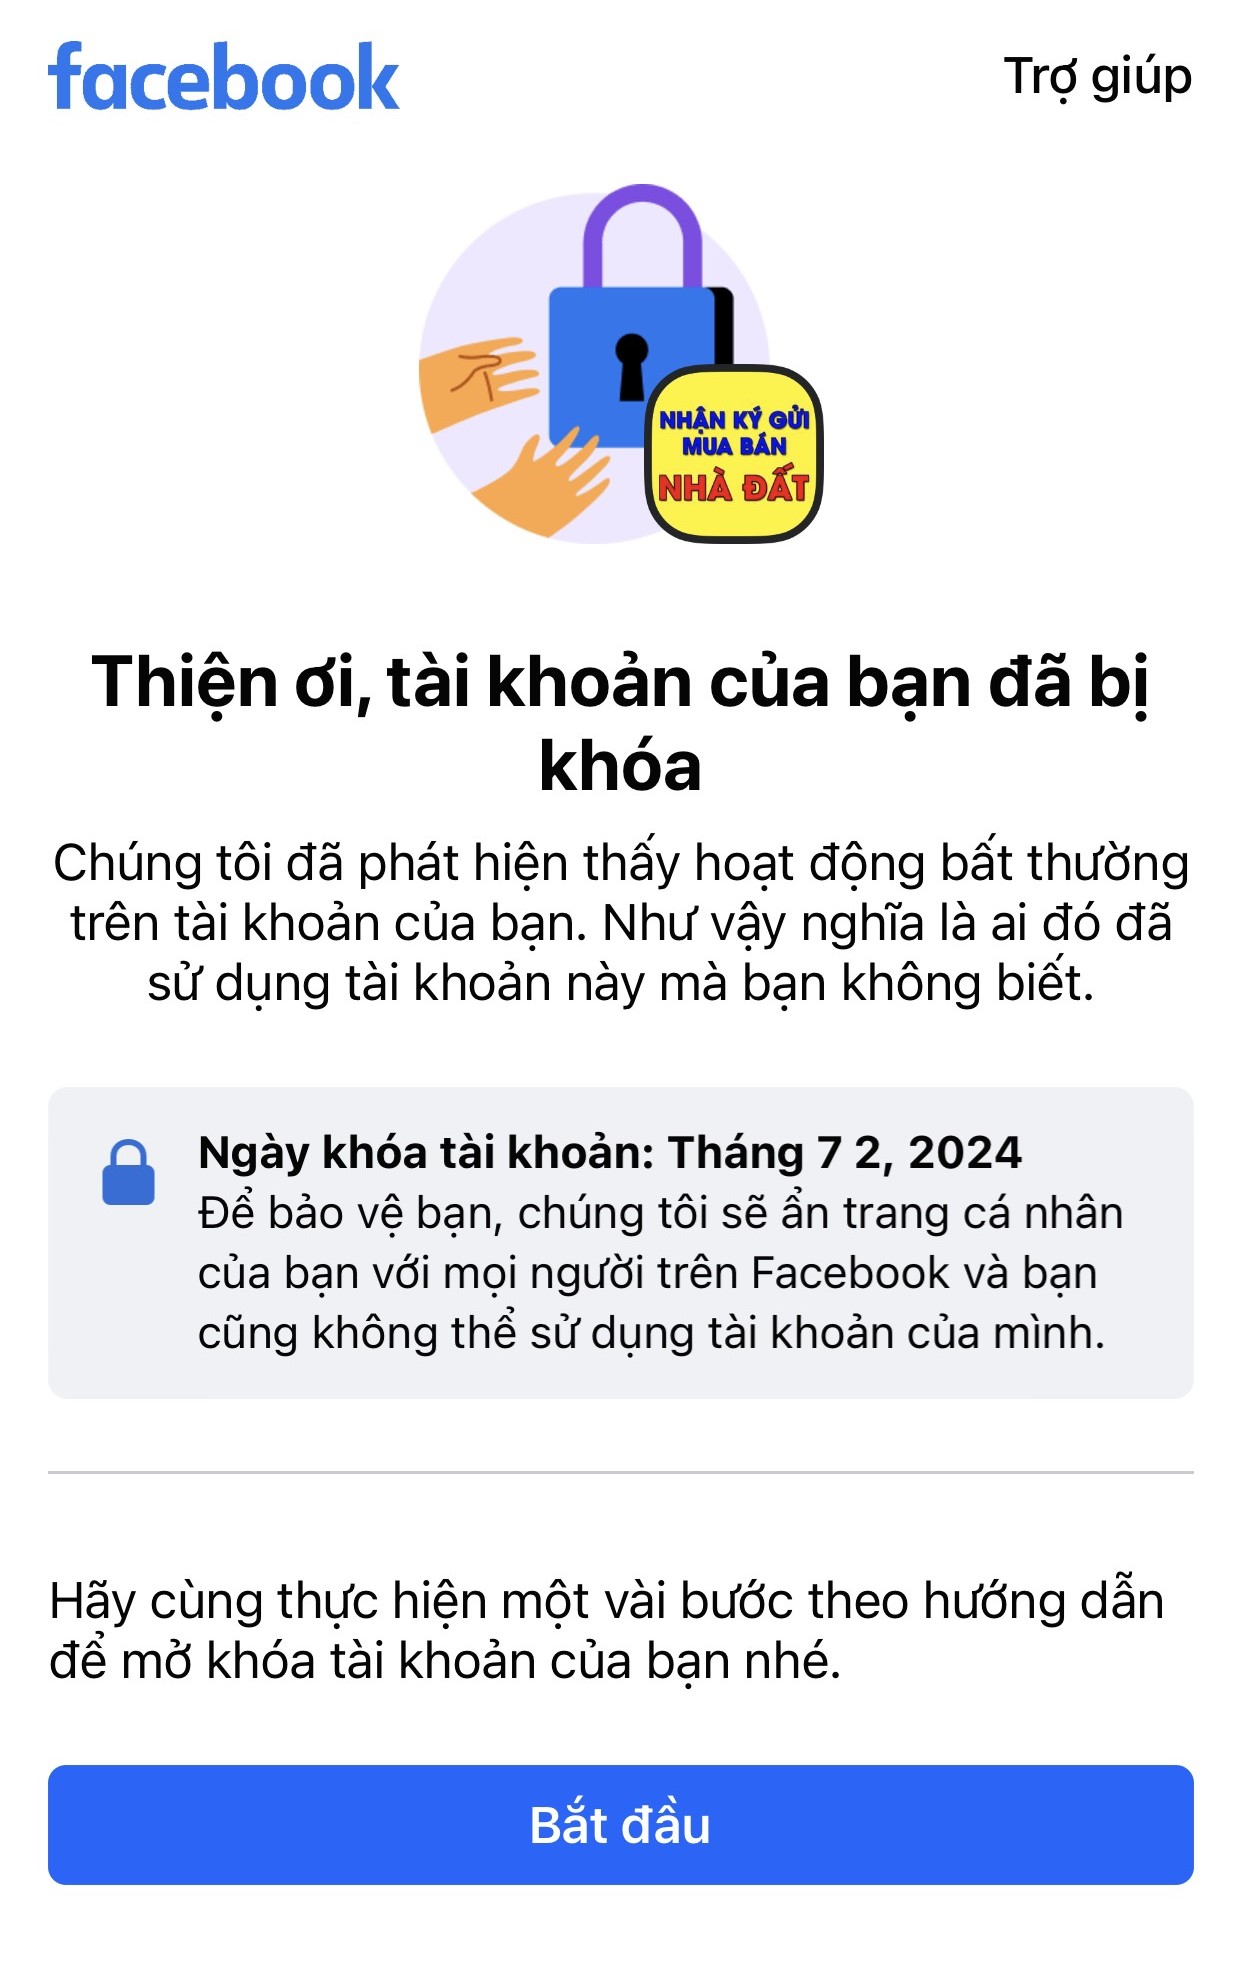 facebook
Trợ giúp
NHẬN KÝ GỬI
MUA BÁN
NHÀ ĐẤT
Thiện ơi, tài khoản của bạn đã bị
khóa
Chúng tôi đã phát hiện thấy hoạt động bất thường
trên tài khoản của bạn. Như vậy nghĩa là ai đó đã
sử dụng tài khoản này mà bạn không biết.
Ngày khóa tài khoản: Tháng 7 2, 2024
Để bảo vệ bạn, chúng tôi sẽ ẩn trang cá nhân
của bạn với mọi người trên Facebook và bạn
cũng không thể sử dụng tài khoản của mình.
Hãy cùng thực hiện một vài bước theo hướng dẫn
để mở khóa tài khoản của bạn nhé.
Bắt đầu